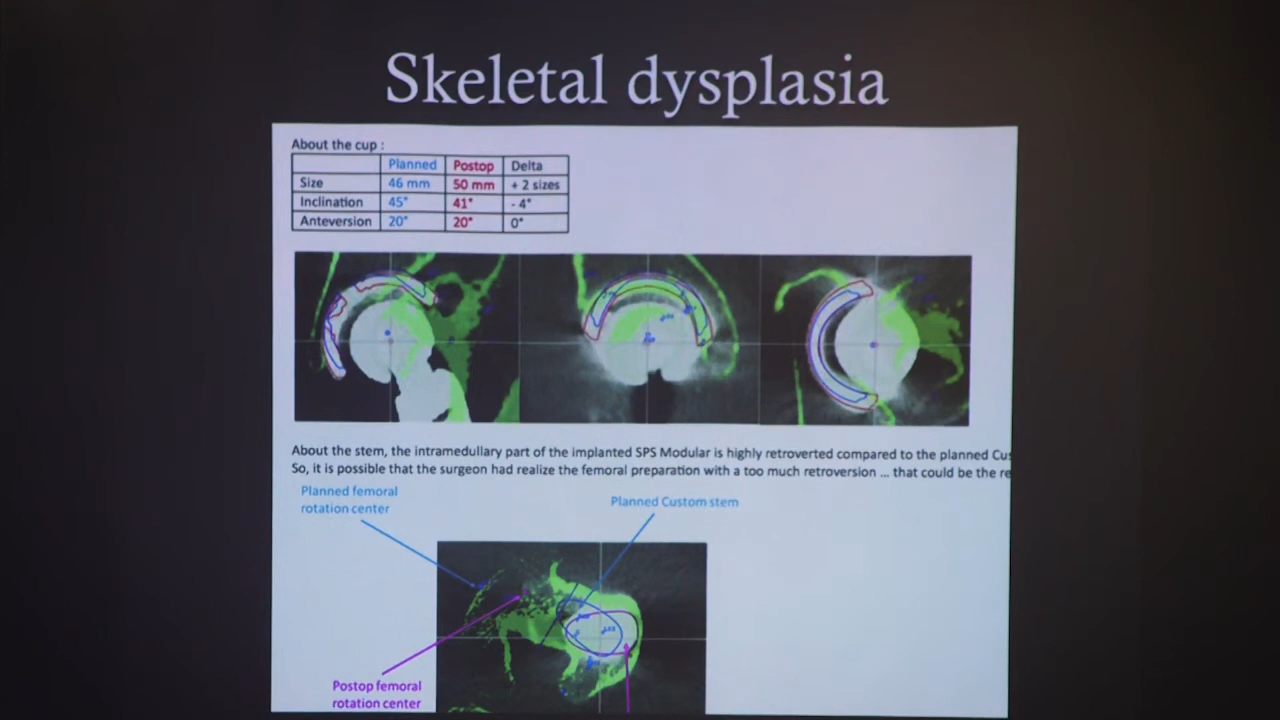 Skeletal dysplasia
About the cup :
Planned Postop Delta
Size 46 mm 50 mm + 2 sizes
Inclination 45° 41° - 4°
Anteversion 20° 20° 0°
About the stem, the intramedullary part of the implanted SPS Modular is highly retroverted compared to the planned Cus
So, it is possible that the surgeon had realize the femoral preparation with a too much retroversion ... that could be the re
Planned femoral
rotation center
Planned Custom stem
Postop femoral
rotation center